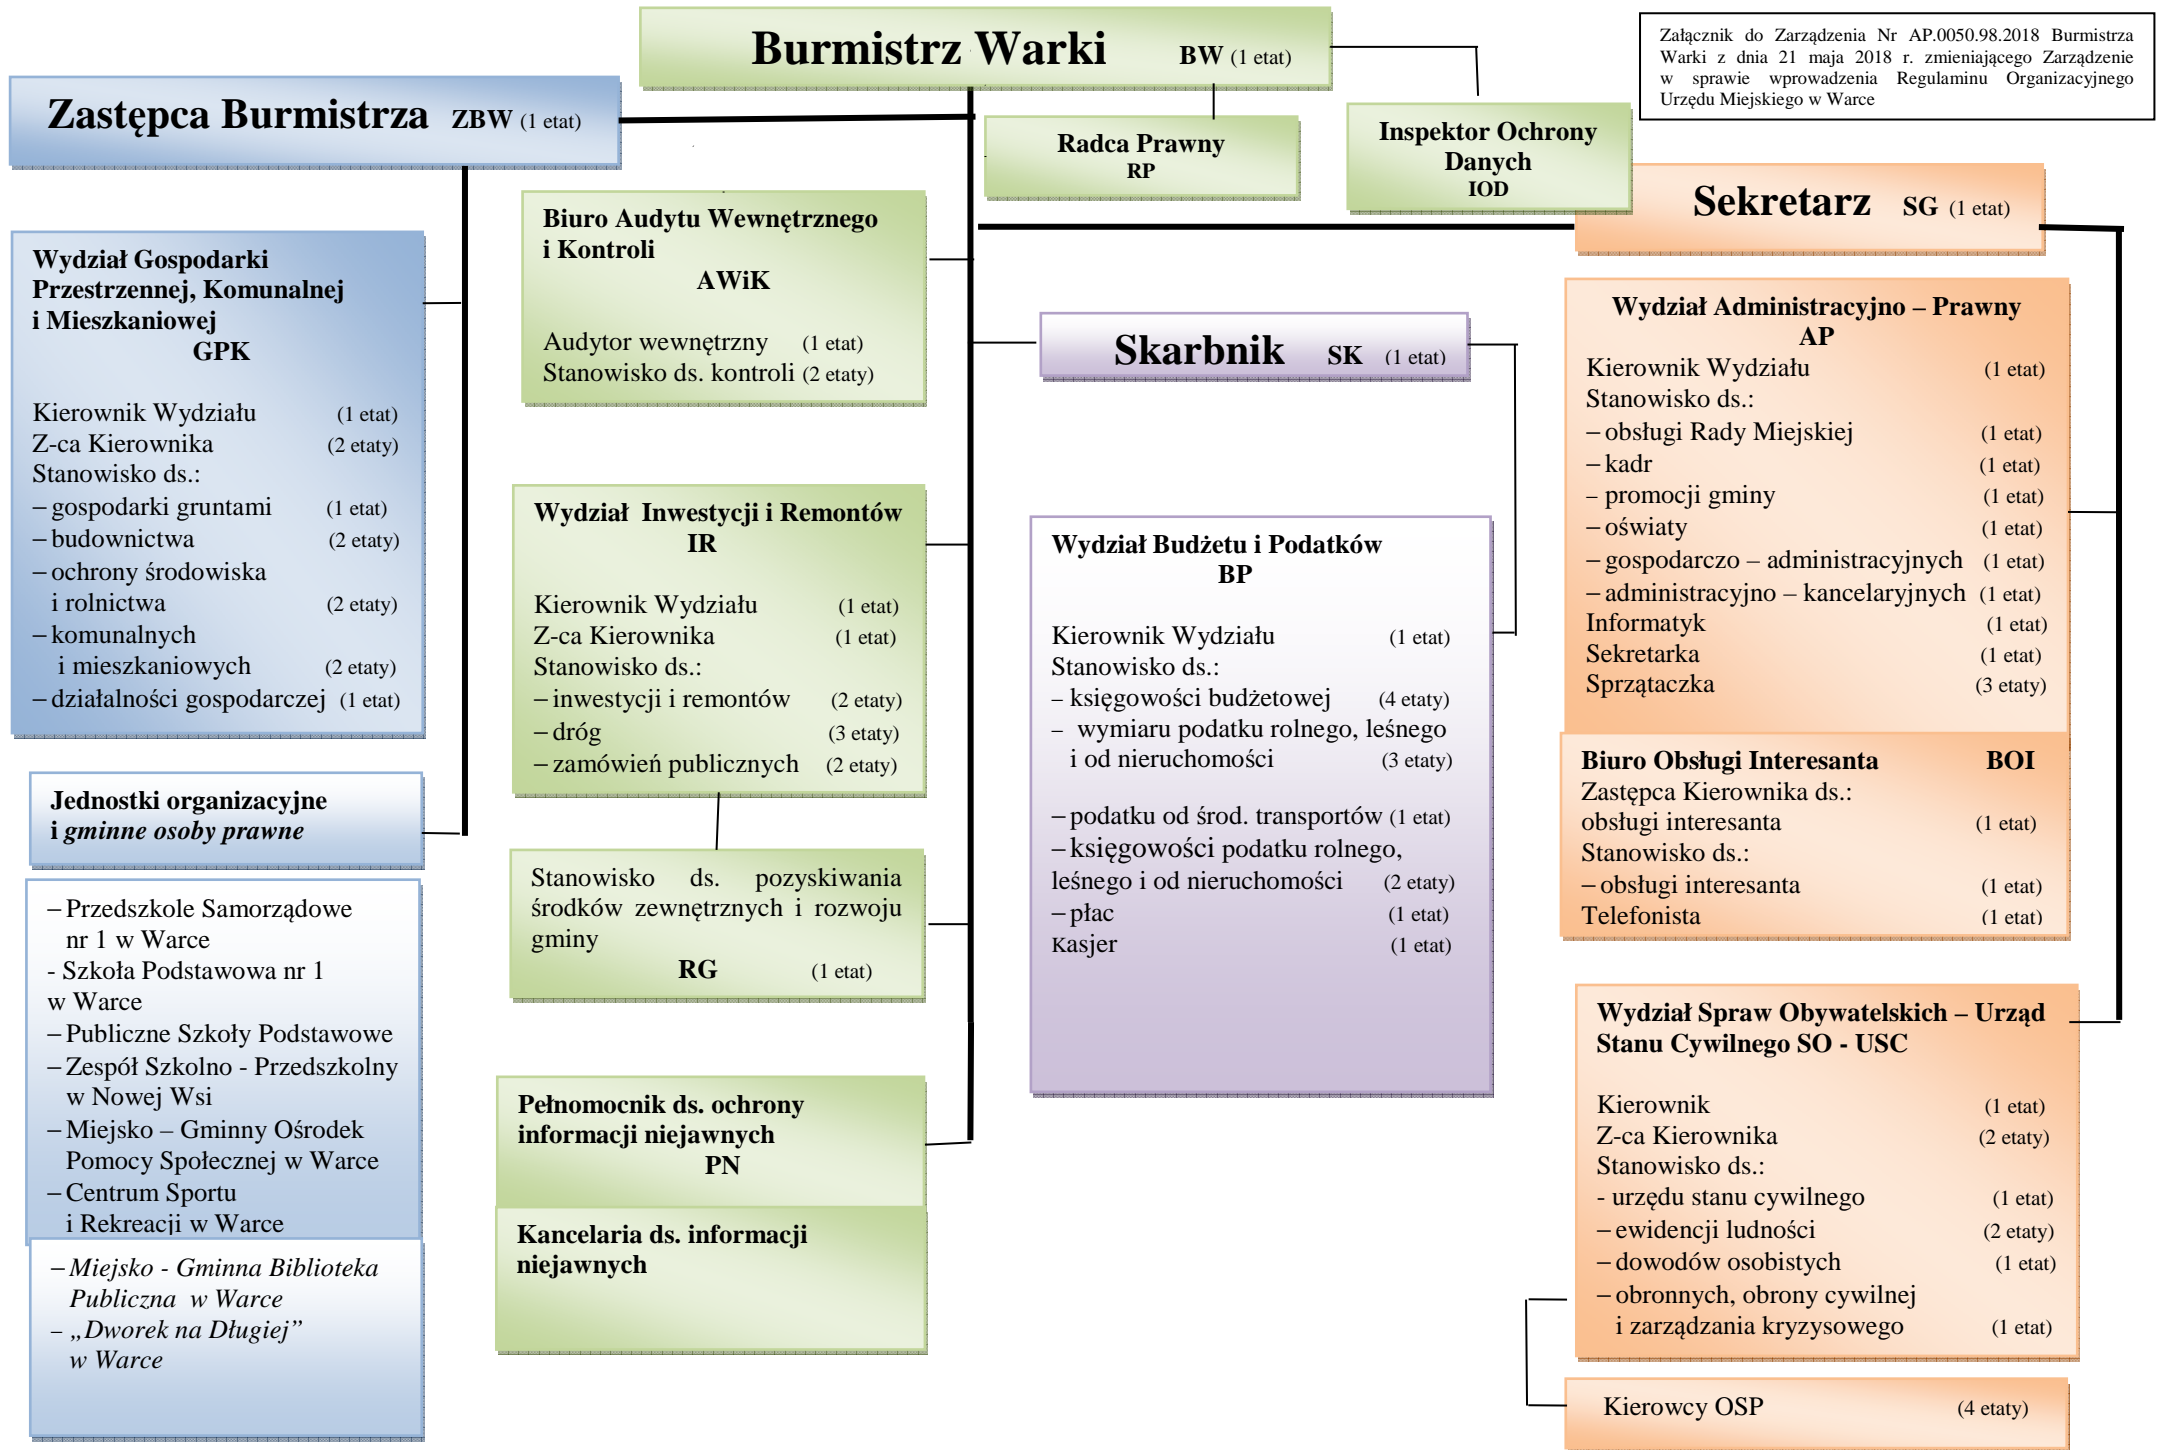 Burmistrz Warki BW (1 etat)
Załącznik do Zarządzenia Nr AP.0050.98.2018 Burmistrza
Warki z dnia 21 maja 2018 r. zmieniającego Zarządzenie
w sprawie wprowadzenia Regulaminu Organizacyjnego
Urzędu Miejskiego w Warce
Zastępca Burmistrza ZBW (1 etat)
Radca Prawny
RP
Inspektor Ochrony
Danych
IOD
Sekretarz SG (1 etat)
Wydział Gospodarki
Przestrzennej, Komunalnej
i Mieszkaniowej
GPK
Kierownik Wydziału (1 etat)
Z-ca Kierownika (2 etaty)
Stanowisko ds.:
– gospodarki gruntami (1 etat)
– budownictwa (2 etaty)
– ochrony środowiska
i rolnictwa (2 etaty)
– komunalnych
i mieszkaniowych (2 etaty)
– działalności gospodarczej (1 etat)
Jednostki organizacyjne
i gminne osoby prawne
– Przedszkole Samorządowe
nr 1 w Warce
- Szkoła Podstawowa nr 1
w Warce
– Publiczne Szkoły Podstawowe
– Zespół Szkolno - Przedszkolny
w Nowej Wsi
– Miejsko – Gminny Ośrodek
Pomocy Społecznej w Warce
– Centrum Sportu
i Rekreacji w Warce
– Miejsko - Gminna Biblioteka
Publiczna w Warce
– „Dworek na Długiej”
w Warce
Biuro Audytu Wewnętrznego
i Kontroli
AWiK
Audytor wewnętrzny (1 etat)
Stanowisko ds. kontroli (2 etaty)
Wydział Inwestycji i Remontów
IR
Kierownik Wydziału (1 etat)
Z-ca Kierownika (1 etat)
Stanowisko ds.:
– inwestycji i remontów (2 etaty)
– dróg (3 etaty)
– zamówień publicznych (2 etaty)
Stanowisko ds. pozyskiwania
środków zewnętrznych i rozwoju
gminy
RG (1 etat)
Pełnomocnik ds. ochrony
informacji niejawnych
PN
Kancelaria ds. informacji
niejawnych
Skarbnik SK (1 etat)
Wydział Budżetu i Podatków
BP
Kierownik Wydziału (1 etat)
Stanowisko ds.:
– księgowości budżetowej (4 etaty)
– wymiaru podatku rolnego, leśnego
i od nieruchomości (3 etaty)
– podatku od środ. transportów (1 etat)
– księgowości podatku rolnego,
leśnego i od nieruchomości (2 etaty)
– płac (1 etat)
Kasjer (1 etat)
Wydział Administracyjno – Prawny
AP
Kierownik Wydziału (1 etat)
Stanowisko ds.:
– obsługi Rady Miejskiej (1 etat)
– kadr (1 etat)
– promocji gminy (1 etat)
– oświaty (1 etat)
– gospodarczo – administracyjnych (1 etat)
– administracyjno – kancelaryjnych (1 etat)
Informatyk (1 etat)
Sekretarka (1 etat)
Sprzątaczka (3 etaty)
Biuro Obsługi Interesanta BOI
Zastępca Kierownika ds.:
obsługi interesanta (1 etat)
Stanowisko ds.:
– obsługi interesanta (1 etat)
Telefonista (1 etat)
Wydział Spraw Obywatelskich – Urząd
Stanu Cywilnego SO - USC
Kierownik (1 etat)
Z-ca Kierownika (2 etaty)
Stanowisko ds.:
- urzędu stanu cywilnego (1 etat)
– ewidencji ludności (2 etaty)
– dowodów osobistych (1 etat)
– obronnych, obrony cywilnej
i zarządzania kryzysowego (1 etat)
Kierowcy OSP (4 etaty)